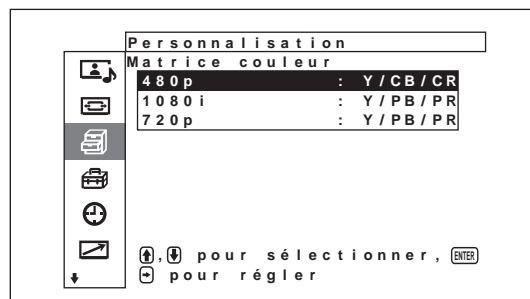 Personnalisation
Matrice couleur
480p : Y/CB/CR
1080i : Y/PB/PR
720p : Y/PB/PR
, pour sélectionner, ENTER
pour régler